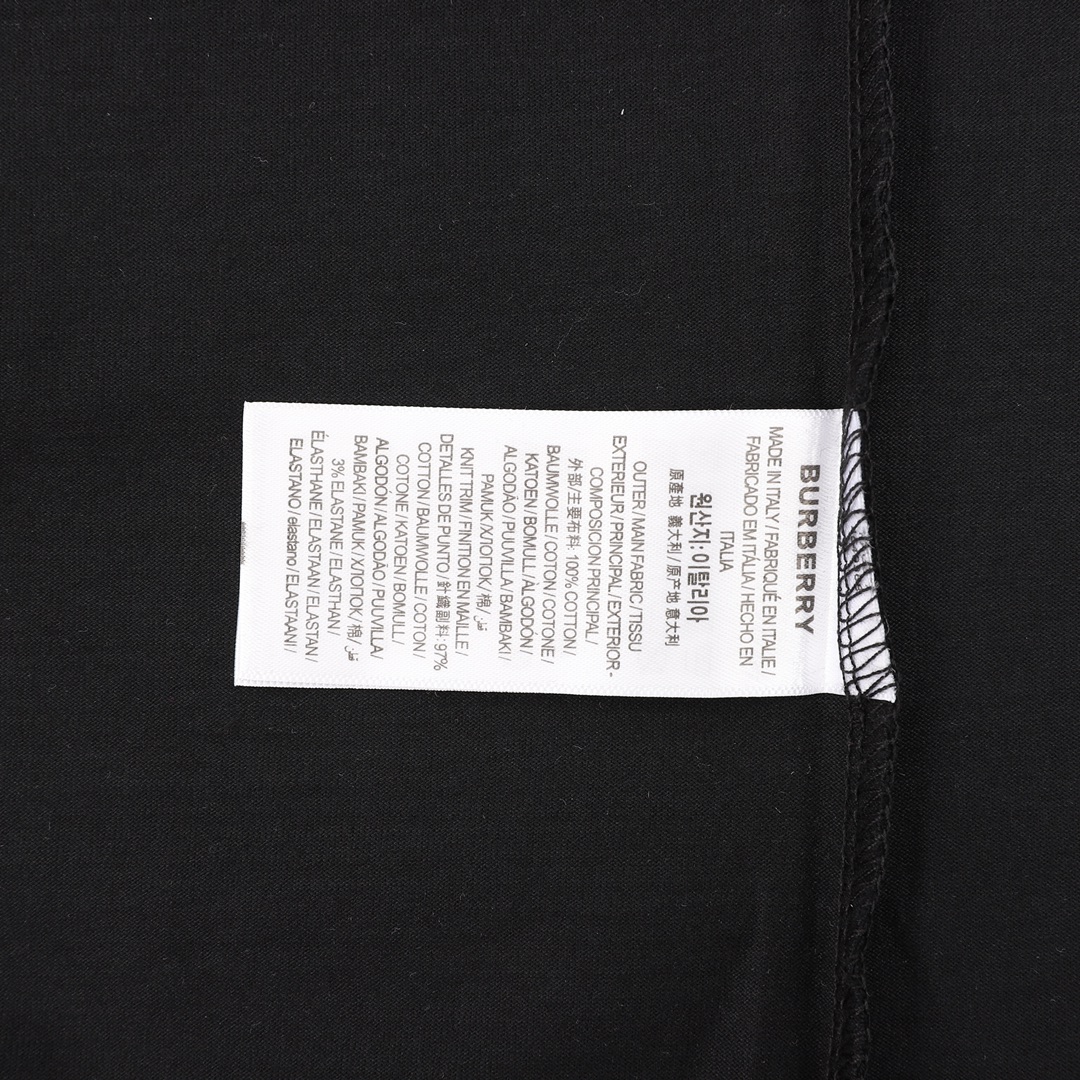 BURBERRY
MADE IN ITALY / FABRIQUÉ EN ITALIE /
FABRICADO EM ITÁLIA / HECHO EN
ITALIA
원산지: 이탈리아
原產地 義大利 / 原产地 意大利
OUTER / MAIN FABRIC / TISSU
EXTERIEUR / PRINCIPAL / EXTERIOR-
COMPOSICION PRINCIPAL /
外部/主要布料: 100% COTTON /
BAUMWOLLE / COTON / COTONE /
KATOEN / BOMULL / ÀLGODON /
ALGODÃO / PUUVILLA / BAMBAKI /
PAMUK / ХЛОПОК / 棉 / قطن
KNIT TRIM / FINITION EN MAILLE /
DETALLES DE PUNTO 針織副料: 97%
COTTON / BAUMWOLLE / COTON /
COTONE / KATOEN / BOMULL /
ALGODON / ALGODÃO / PUUVILLA /
BAMBAKI / PAMUK / ХЛОПОК / 棉 / قطن
3% ELASTANE / ELASTHAN /
ÉLASTHANE / ELASTAAN / ELASTAN /
ELASTANO / elastano / ELASTAANI /